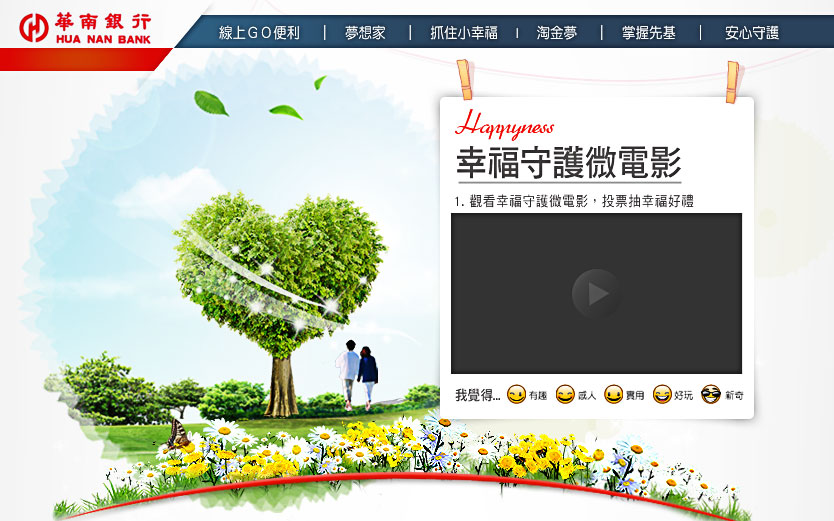 華南銀行
HUA NAN BANK
線上GO便利 | 夢想家 | 抓住小幸福 | 淘金夢 | 掌握先基 | 安心守護
Happyness
幸福守護微電影
1. 觀看幸福守護微電影，投票抽幸福好禮
我覺得... 有趣 感人 實用 好玩 新奇